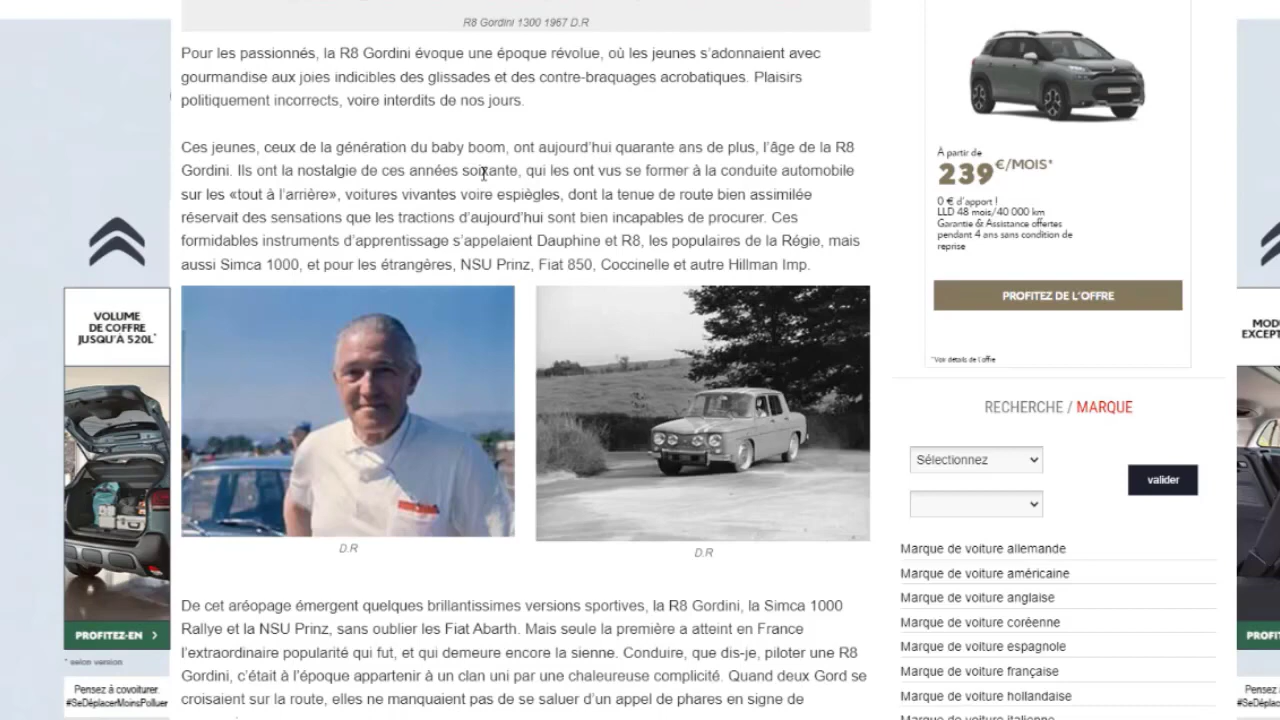 R8 Gordini 1300 1967 D.R
Pour les passionnés, la R8 Gordini évoque une époque révolue, où les jeunes s'adonnaient avec
gourmandise aux joies indicibles des glissades et des contre-braquages acrobatiques. Plaisirs
politiquement incorrects, voire interdits de nos jours.
Ces jeunes, ceux de la génération du baby boom, ont aujourd'hui quarante ans de plus, l'âge de la R8
Gordini. Ils ont la nostalgie de ces années soixante, qui les ont vus se former à la conduite automobile
sur les «tout à l'arrière», voitures vivantes voire espiègles, dont la tenue de route bien assimilée
réservait des sensations que les tractions d'aujourd'hui sont bien incapables de procurer. Ces
formidables instruments d'apprentissage s'appelaient Dauphine et R8, les populaires de la Régie, mais
aussi Simca 1000, et pour les étrangères, NSU Prinz, Fiat 850, Coccinelle et autre Hillman Imp.
D.R
D.R
De cet aréopage émergent quelques brillantissimes versions sportives, la R8 Gordini, la Simca 1000
Rallye et la NSU Prinz, sans oublier les Fiat Abarth. Mais seule la première a atteint en France
l'extraordinaire popularité qui fut, et qui demeure encore la sienne. Conduire, que dis-je, piloter une R8
Gordini, c'était à l'époque appartenir à un clan uni par une chaleureuse complicité. Quand deux Gord se
croisaient sur la route, elles ne manquaient pas de se saluer d'un appel de phares en signe de
VOLUME
DE COFFRE
JUSQU'À 520L*
PROFITEZ-EN >
* selon version
Pensez à covoiturer.
#SeDéplacerMoinsPolluer
À partir de
239€/MOIS*
0 € d'apport !
LLD 48 mois/40 000 km
Garantie & Assistance offertes
pendant 4 ans sans condition de
reprise
PROFITEZ DE L'OFFRE
*Voir détails de l'offre
RECHERCHE / MARQUE
Sélectionnez
valider
Marque de voiture allemande
Marque de voiture américaine
Marque de voiture anglaise
Marque de voiture coréenne
Marque de voiture espagnole
Marque de voiture française
Marque de voiture hollandaise
Marque de voiture italienne
MOD
EXCEPT
PROFIT
Pensez à
#SeDépla